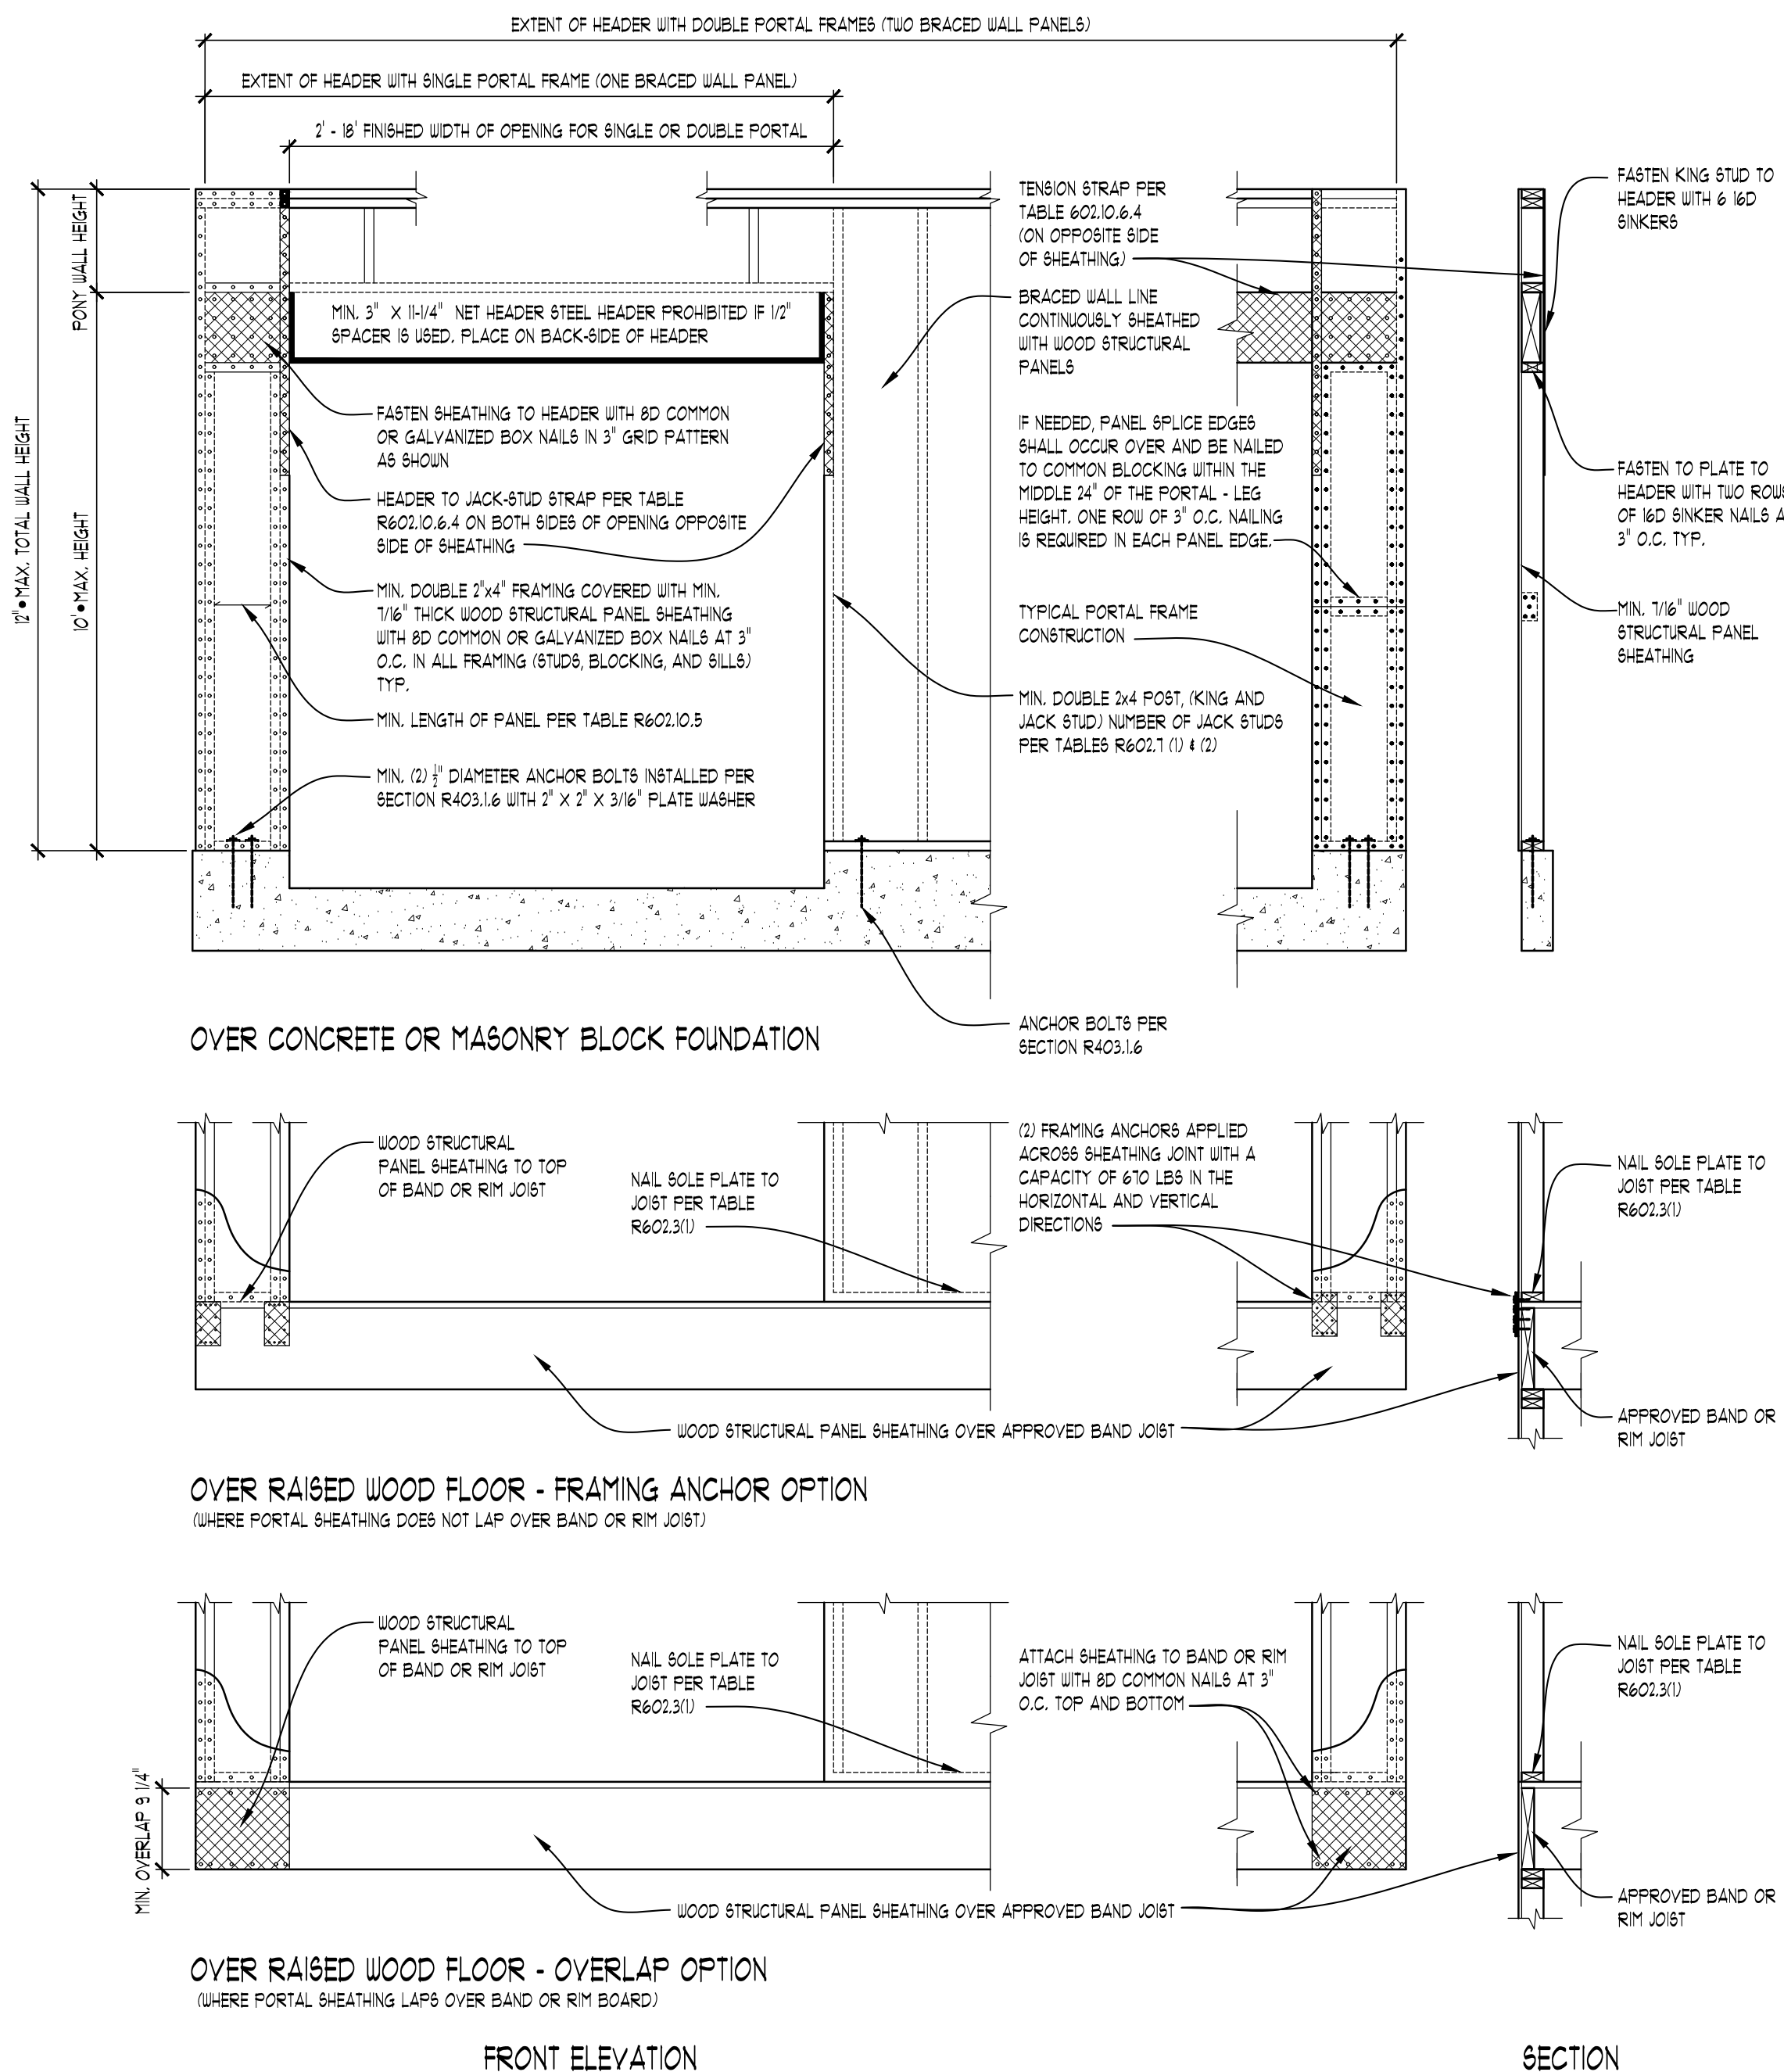 EXTENT OF HEADER WITH DOUBLE PORTAL FRAMES (TWO BRACED WALL PANELS)
EXTENT OF HEADER WITH SINGLE PORTAL FRAME (ONE BRACED WALL PANEL)
2' - 18' FINISHED WIDTH OF OPENING FOR SINGLE OR DOUBLE PORTAL
12"•MAX. TOTAL WALL HEIGHT
PONY WALL HEIGHT
10'•MAX. HEIGHT
MIN. 3" X 11-1/4" NET HEADER STEEL HEADER PROHIBITED IF 1/2"
SPACER IS USED. PLACE ON BACK-SIDE OF HEADER
FASTEN SHEATHING TO HEADER WITH 8D COMMON
OR GALVANIZED BOX NAILS IN 3" GRID PATTERN
AS SHOWN
HEADER TO JACK-STUD STRAP PER TABLE
R602.10.6.4 ON BOTH SIDES OF OPENING OPPOSITE
SIDE OF SHEATHING
MIN. DOUBLE 2"x4" FRAMING COVERED WITH MIN.
7/16" THICK WOOD STRUCTURAL PANEL SHEATHING
WITH 8D COMMON OR GALVANIZED BOX NAILS AT 3"
O.C. IN ALL FRAMING (STUDS, BLOCKING, AND SILLS)
TYP.
MIN. LENGTH OF PANEL PER TABLE R602.10.5
MIN. (2) 1/2" DIAMETER ANCHOR BOLTS INSTALLED PER
SECTION R403.1.6 WITH 2" X 2" X 3/16" PLATE WASHER
TENSION STRAP PER
TABLE 602.10.6.4
(ON OPPOSITE SIDE
OF SHEATHING)
BRACED WALL LINE
CONTINUOUSLY SHEATHED
WITH WOOD STRUCTURAL
PANELS
IF NEEDED, PANEL SPLICE EDGES
SHALL OCCUR OVER AND BE NAILED
TO COMMON BLOCKING WITHIN THE
MIDDLE 24" OF THE PORTAL - LEG
HEIGHT. ONE ROW OF 3" O.C. NAILING
IS REQUIRED IN EACH PANEL EDGE.
TYPICAL PORTAL FRAME
CONSTRUCTION
MIN. DOUBLE 2x4 POST, (KING AND
JACK STUD) NUMBER OF JACK STUDS
PER TABLES R602.7 (1) & (2)
ANCHOR BOLTS PER
SECTION R403.1.6
FASTEN KING STUD TO
HEADER WITH 6 16D
SINKERS
FASTEN TO PLATE TO
HEADER WITH TWO ROWS
OF 16D SINKER NAILS A
3" O.C. TYP.
MIN. 7/16" WOOD
STRUCTURAL PANEL
SHEATHING
OVER CONCRETE OR MASONRY BLOCK FOUNDATION
WOOD STRUCTURAL
PANEL SHEATHING TO TOP
OF BAND OR RIM JOIST
NAIL SOLE PLATE TO
JOIST PER TABLE
R602.3(1)
(2) FRAMING ANCHORS APPLIED
ACROSS SHEATHING JOINT WITH A
CAPACITY OF 670 LBS IN THE
HORIZONTAL AND VERTICAL
DIRECTIONS
NAIL SOLE PLATE TO
JOIST PER TABLE
R602.3(1)
WOOD STRUCTURAL PANEL SHEATHING OVER APPROVED BAND JOIST
APPROVED BAND OR
RIM JOIST
OVER RAISED WOOD FLOOR - FRAMING ANCHOR OPTION
(WHERE PORTAL SHEATHING DOES NOT LAP OVER BAND OR RIM JOIST)
WOOD STRUCTURAL
PANEL SHEATHING TO TOP
OF BAND OR RIM JOIST
NAIL SOLE PLATE TO
JOIST PER TABLE
R602.3(1)
ATTACH SHEATHING TO BAND OR RIM
JOIST WITH 8D COMMON NAILS AT 3"
O.C. TOP AND BOTTOM
NAIL SOLE PLATE TO
JOIST PER TABLE
R602.3(1)
MIN. OVERLAP 9 1/4"
WOOD STRUCTURAL PANEL SHEATHING OVER APPROVED BAND JOIST
APPROVED BAND OR
RIM JOIST
OVER RAISED WOOD FLOOR - OVERLAP OPTION
(WHERE PORTAL SHEATHING LAPS OVER BAND OR RIM BOARD)
FRONT ELEVATION
SECTION